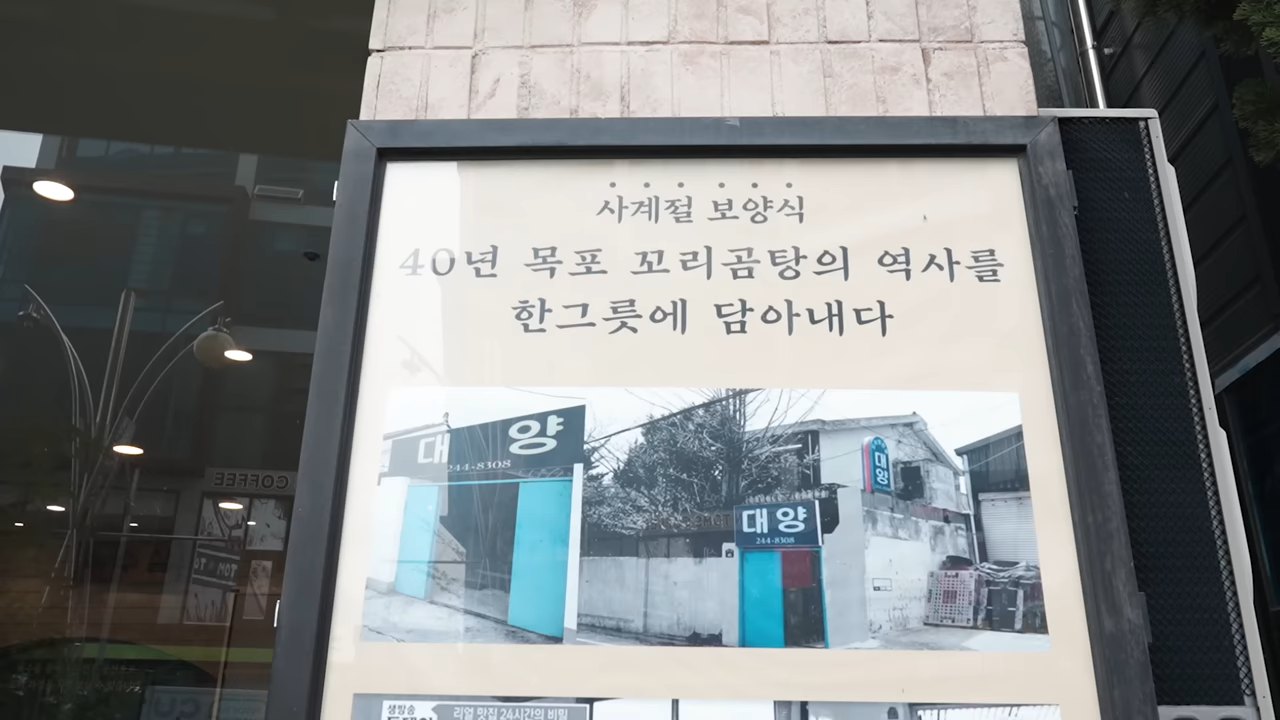 사계절 보양식
40년 목포 꼬리곰탕의 역사를
한그릇에 담아내다
대양
244-8308
대양
대양
244-8308
생방송
리얼 맛집 24시간의 비밀
COFFEE